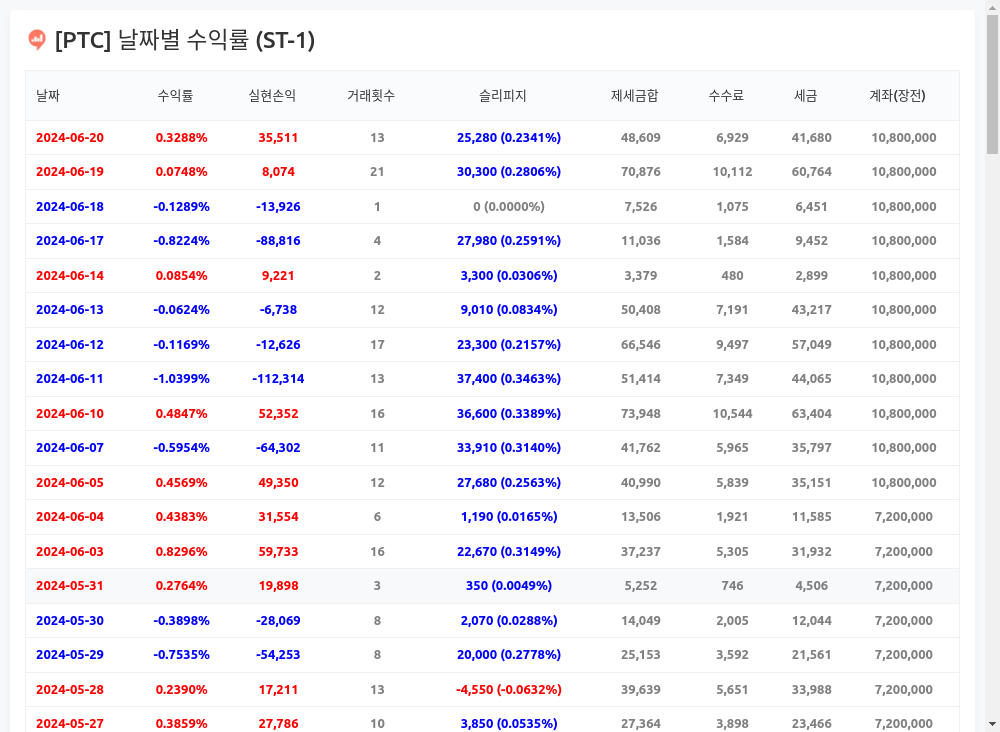 [PTC] 날짜별 수익률 (ST-1)
날짜 수익률 실현손익 거래횟수 슬리피지 제세금합 수수료 세금 계좌(장전)
2024-06-20 0.3288% 35,511 13 25,280 (0.2341%) 48,609 6,929 41,680 10,800,000
2024-06-19 0.0748% 8,074 21 30,300 (0.2806%) 70,876 10,112 60,764 10,800,000
2024-06-18 -0.1289% -13,926 1 0 (0.0000%) 7,526 1,075 6,451 10,800,000
2024-06-17 -0.8224% -88,816 4 27,980 (0.2591%) 11,036 1,584 9,452 10,800,000
2024-06-14 0.0854% 9,221 2 3,300 (0.0306%) 3,379 480 2,899 10,800,000
2024-06-13 -0.0624% -6,738 12 9,010 (0.0834%) 50,408 7,191 43,217 10,800,000
2024-06-12 -0.1169% -12,626 17 23,300 (0.2157%) 66,546 9,497 57,049 10,800,000
2024-06-11 -1.0399% -112,314 13 37,400 (0.3463%) 51,414 7,349 44,065 10,800,000
2024-06-10 0.4847% 52,352 16 36,600 (0.3389%) 73,948 10,544 63,404 10,800,000
2024-06-07 -0.5954% -64,302 11 33,910 (0.3140%) 41,762 5,965 35,797 10,800,000
2024-06-05 0.4569% 49,350 12 27,680 (0.2563%) 40,990 5,839 35,151 10,800,000
2024-06-04 0.4383% 31,554 6 1,190 (0.0165%) 13,506 1,921 11,585 7,200,000
2024-06-03 0.8296% 59,733 16 22,670 (0.3149%) 37,237 5,305 31,932 7,200,000
2024-05-31 0.2764% 19,898 3 350 (0.0049%) 5,252 746 4,506 7,200,000
2024-05-30 -0.3898% -28,069 8 2,070 (0.0288%) 14,049 2,005 12,044 7,200,000
2024-05-29 -0.7535% -54,253 8 20,000 (0.2778%) 25,153 3,592 21,561 7,200,000
2024-05-28 0.2390% 17,211 13 -4,550 (-0.0632%) 39,639 5,651 33,988 7,200,000
2024-05-27 0.3859% 27,786 10 3,850 (0.0535%) 27,364 3,898 23,466 7,200,000